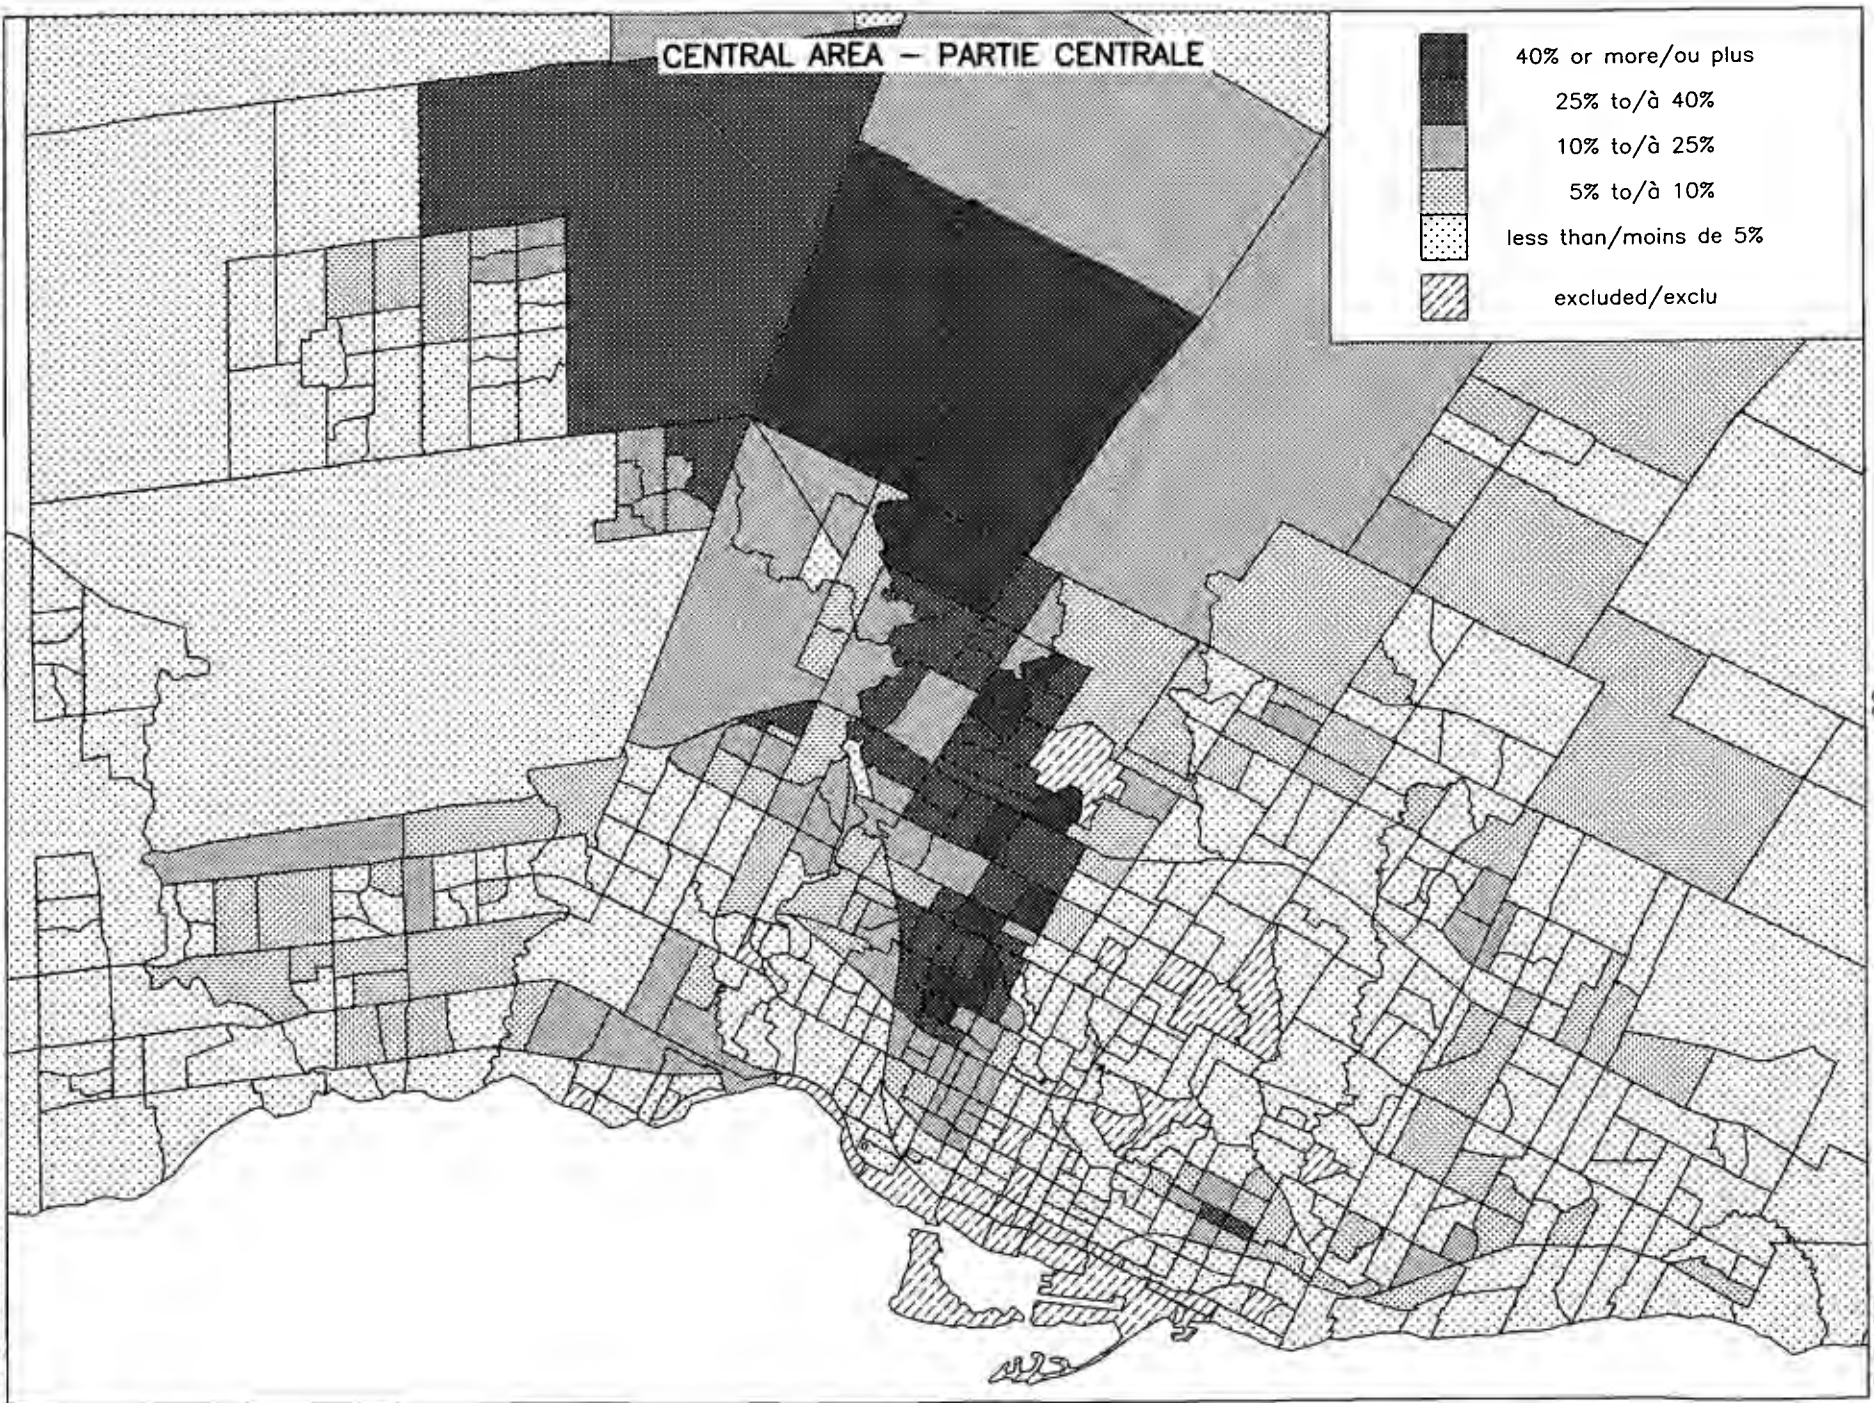 CENTRAL AREA – PARTIE CENTRALE
40% or more/ou plus
25% to/à 40%
10% to/à 25%
5% to/à 10%
less than/moins de 5%
excluded/exclu